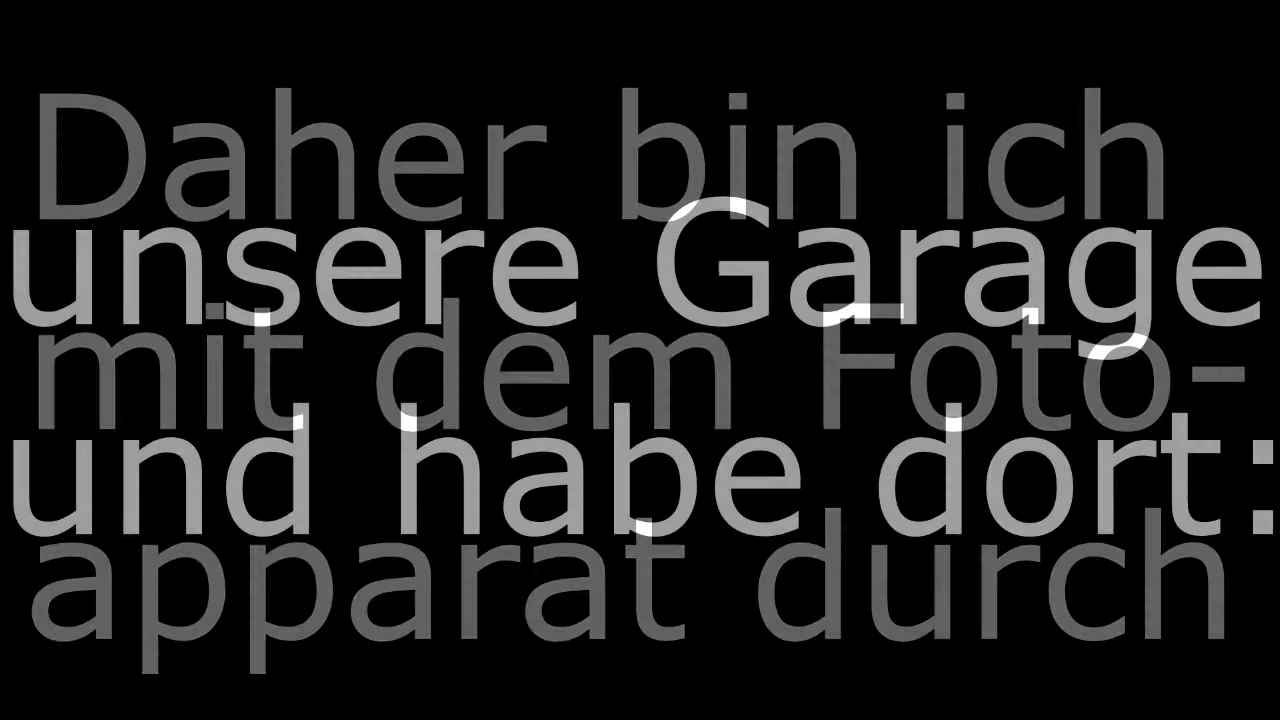 Daher bin ich
unsere Garage
mit dem Foto-
und habe dort:
apparat durch